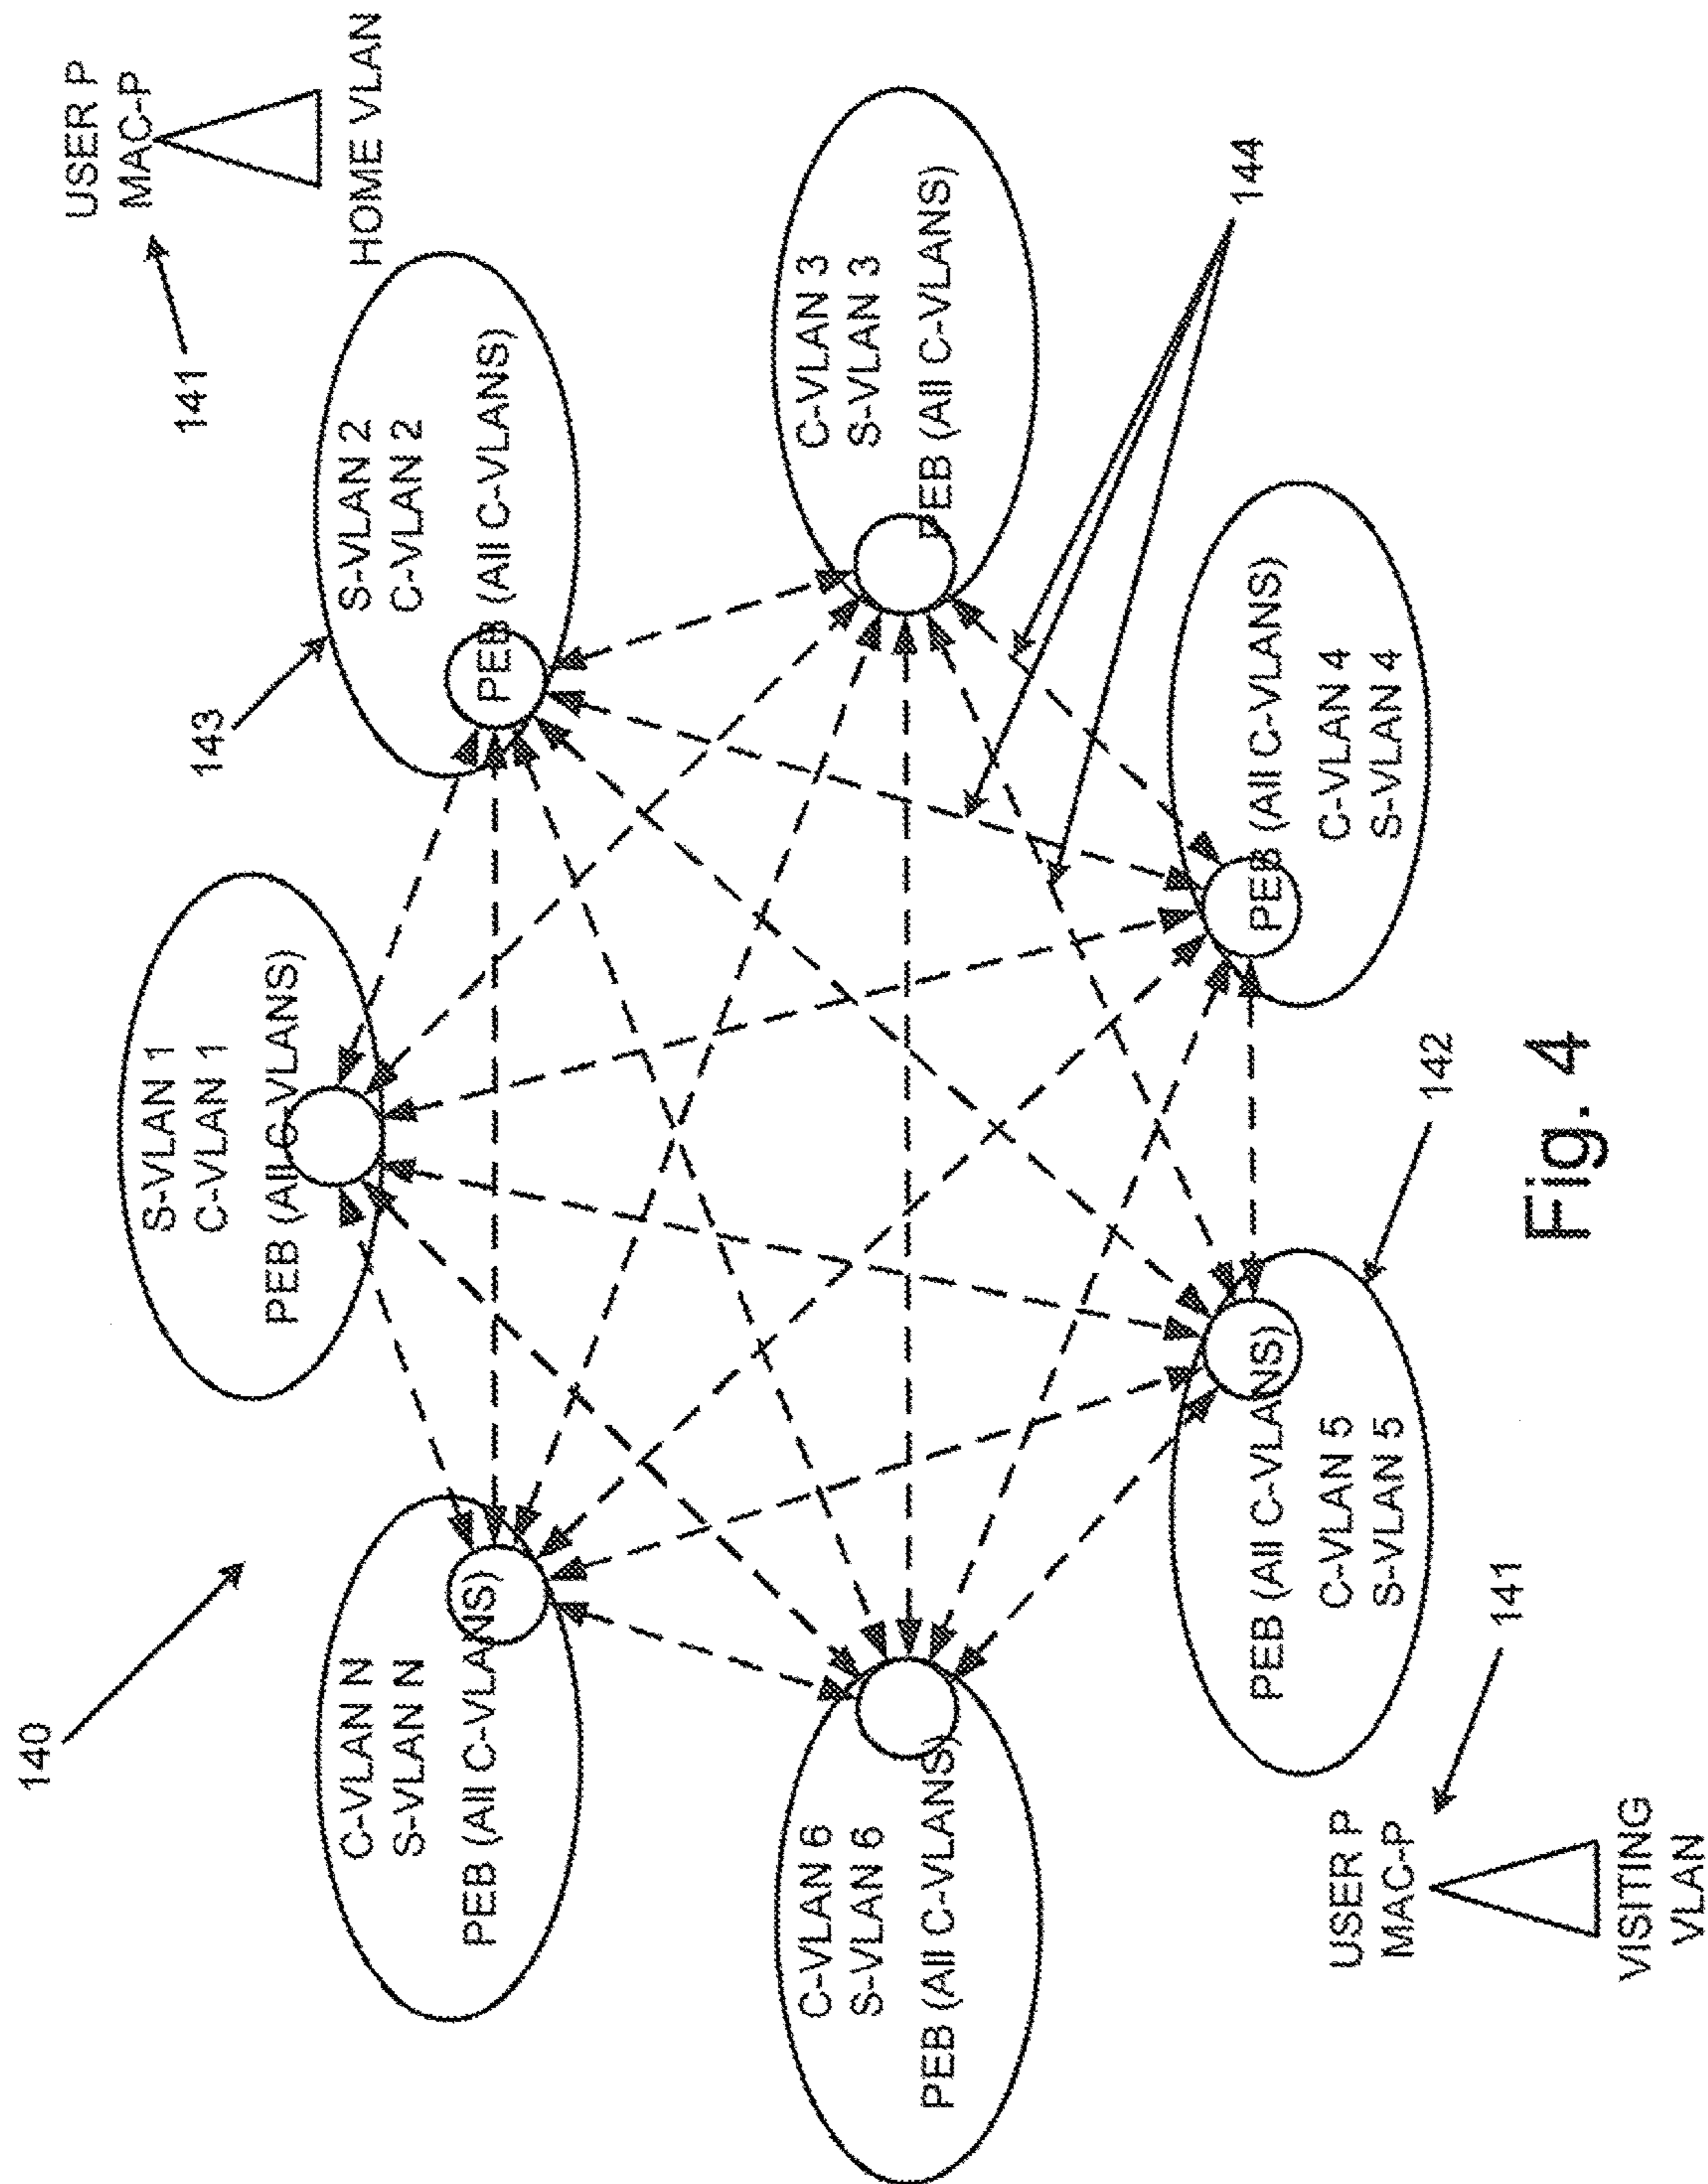 140
C-VLAN N
S-VLAN N
PEB (All C-VLANS)
S-VLAN 1
C-VLAN 1
PEB (All C-VLANS)
143
S-VLAN 2
C-VLAN 2
PEB (All C-VLANS)
141
USER P
MAC-P
HOME VLAN
C-VLAN 6
S-VLAN 6
PEB (All C-VLANS)
C-VLAN 3
S-VLAN 3
PEB (All C-VLANS)
144
USER P
MAC-P
VISITING
VLAN
141
PEB (All C-VLANS)
C-VLAN 5
S-VLAN 5
142
PEB (All C-VLANS)
C-VLAN 4
S-VLAN 4
Fig. 4